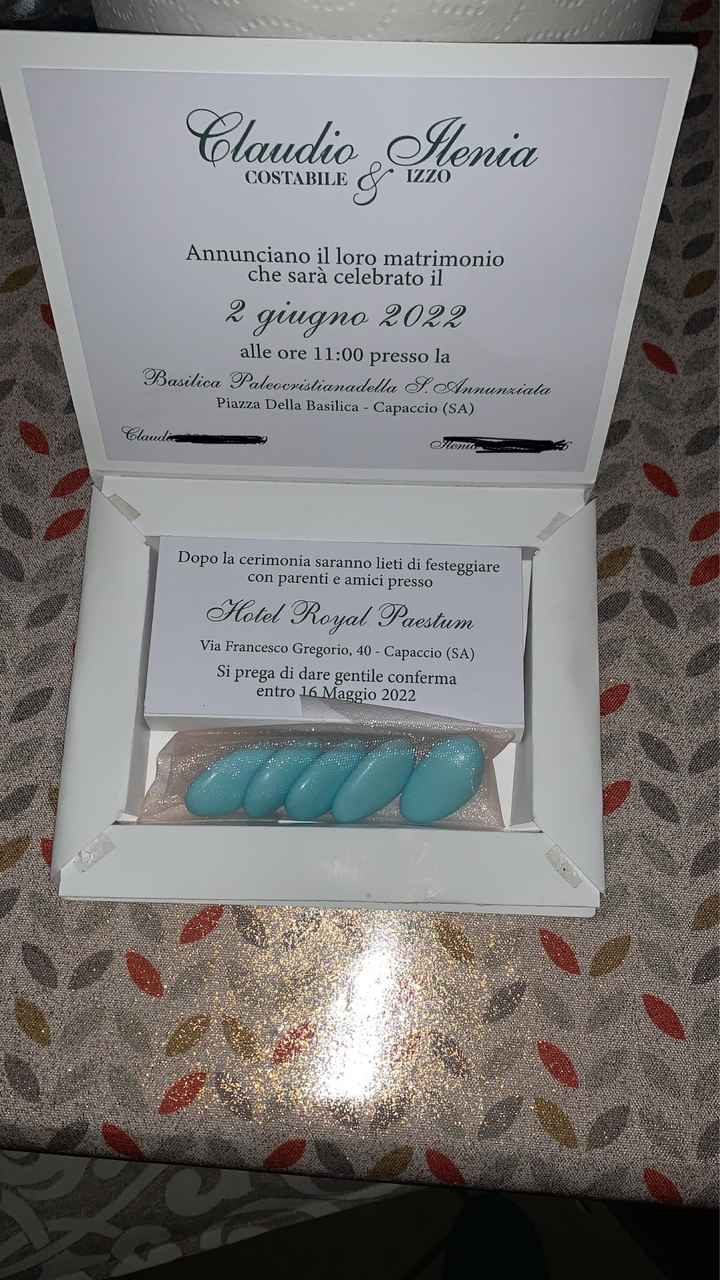 Claudio Ilenia
COSTABILE & IZZO
Annunciano il loro matrimonio
che sarà celebrato il
2 giugno 2022
alle ore 11:00 presso la
Basilica Paleocristianadella S. Annunziata
Piazza Della Basilica - Capaccio (SA)
Dopo la cerimonia saranno lieti di festeggiare
con parenti e amici presso
Hotel Royal Paestum
Via Francesco Gregorio, 40 - Capaccio (SA)
Si prega di dare gentile conferma
entro 16 Maggio 2022